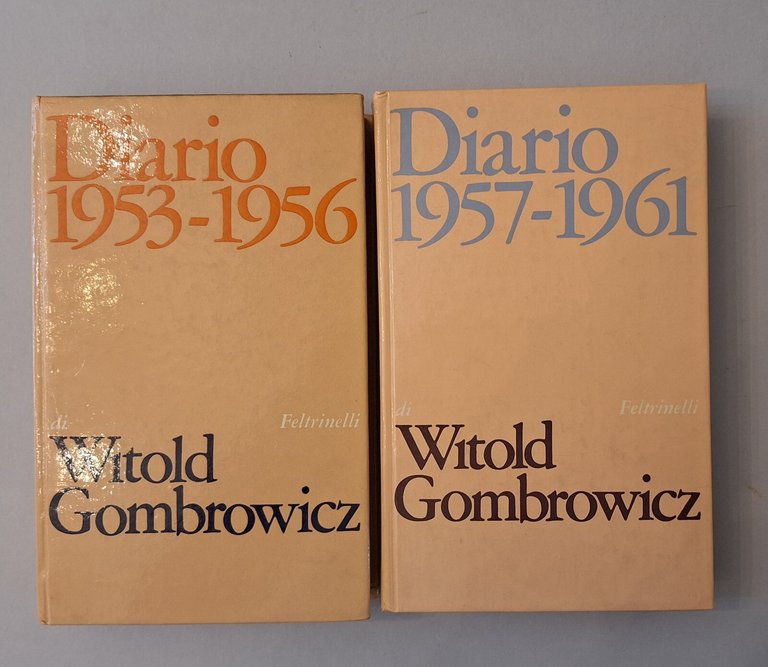 Diario
1953-1956
di
Feltrinelli
Witold
Gombrowicz
Diario
1957-1961
di
Feltrinelli
Witold
Gombrowicz